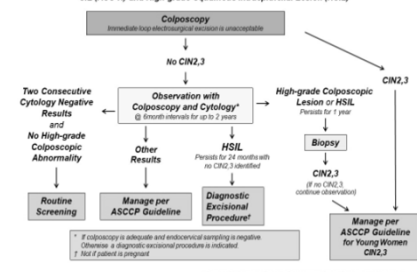 Colposcopy
Immediate loop electrosurgical excision is unacceptable
No CIN2,3
CIN2,3
Two Consecutive
Cytology Negative
Results
and
No High-grade
Colposcopic
Abnormality
Observation with
Colposcopy and Cytology*
@ 6month intervals for up to 2 years
High-grade Colposcopic
Lesion or HSIL
Persists for 1 year
Other
Results
HSIL
Persists for 24 months with
no CIN2,3 identified
Biopsy
CIN2,3
(If no CIN2,3,
continue observation)
Routine
Screening
Manage per
ASCCP Guideline
Diagnostic
Excisional
Procedure†
Manage per
ASCCP Guideline
for Young Women
CIN2,3
* If colposcopy is adequate and endocervical sampling is negative.
Otherwise a diagnostic excisional procedure is indicated
† Not if patient is pregnant